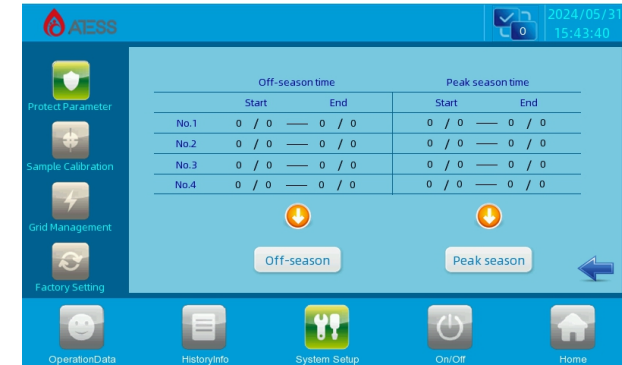 ATESS
0
2024/05/31
15:43:40
Off-season time Peak season time
Start End Start End
No.1 0 / 0 — 0 / 0 0 / 0 — 0 / 0
No.2 0 / 0 — 0 / 0 0 / 0 — 0 / 0
No.3 0 / 0 — 0 / 0 0 / 0 — 0 / 0
No.4 0 / 0 — 0 / 0 0 / 0 — 0 / 0
Off-season Peak season
Protect Parameter
Sample Calibration
Grid Management
Factory Setting
OperationData HistoryInfo System Setup On/Off Home